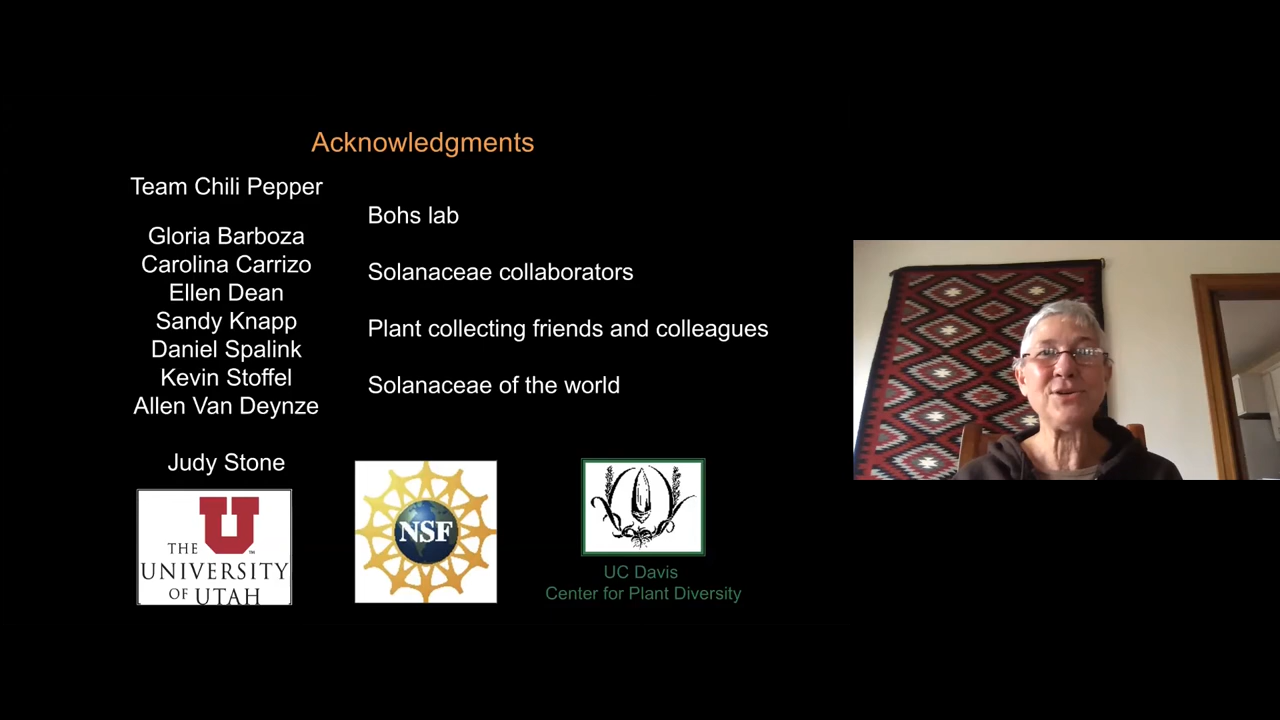 Acknowledgments
Team Chili Pepper
Gloria Barboza
Carolina Carrizo
Ellen Dean
Sandy Knapp
Daniel Spalink
Kevin Stoffel
Allen Van Deynze
Judy Stone
Bohs lab
Solanaceae collaborators
Plant collecting friends and colleagues
Solanaceae of the world
U
THE
UNIVERSITY
OF UTAH
NSF
UC Davis
Center for Plant Diversity